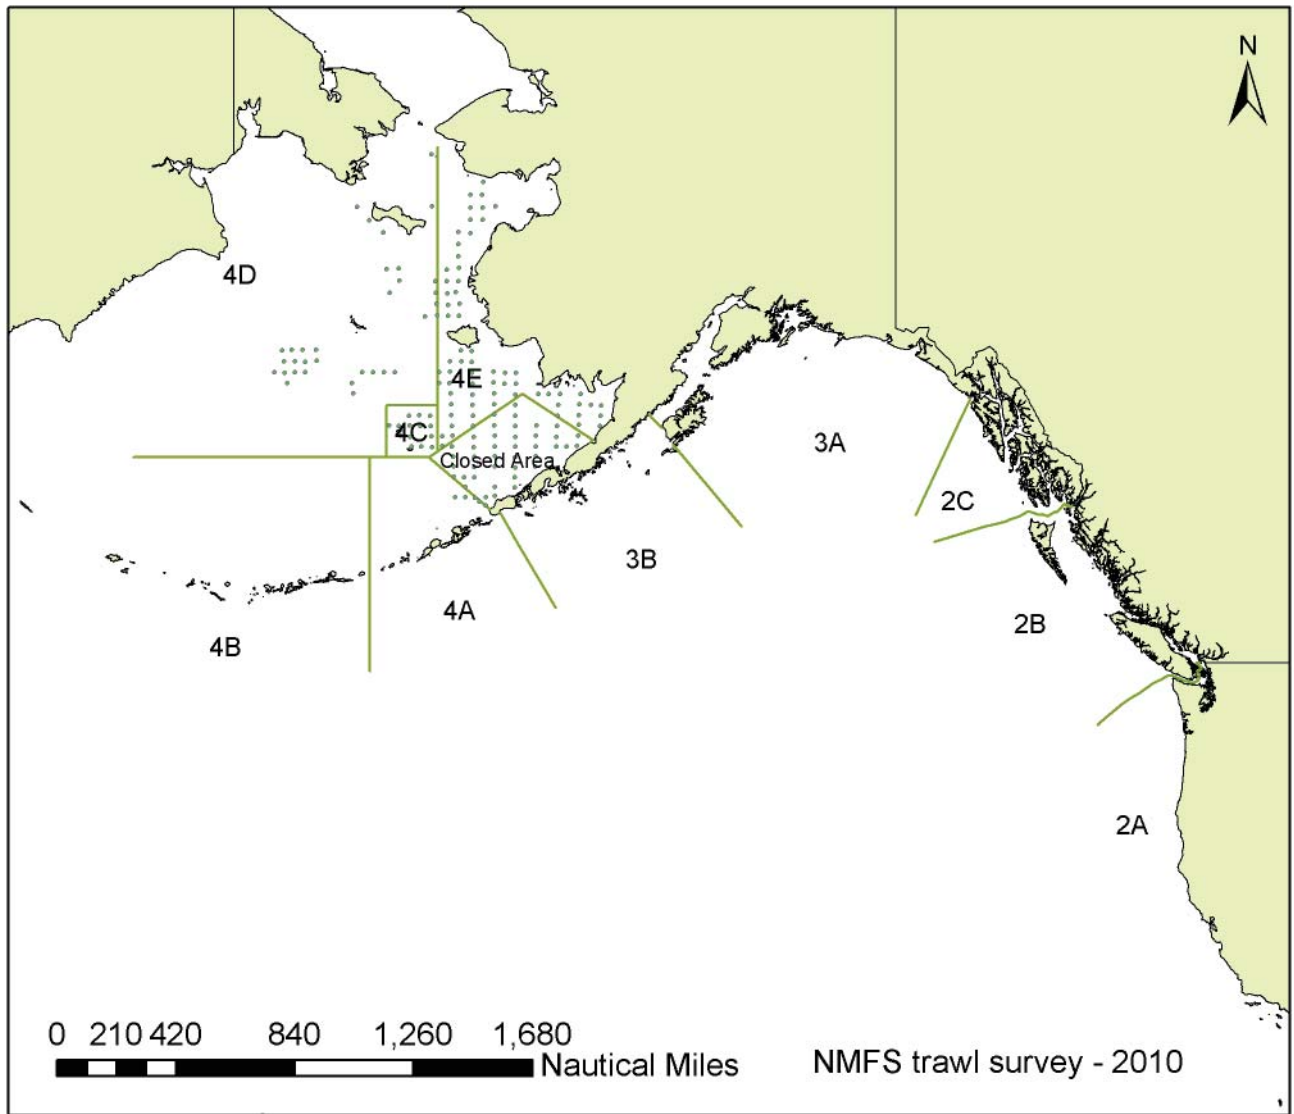 N
4D
4E
4C
Closed Area
3A
2C
3B
4A
2B
4B
2A
0 210 420 840 1,260 1,680
Nautical Miles
NMFS trawl survey - 2010